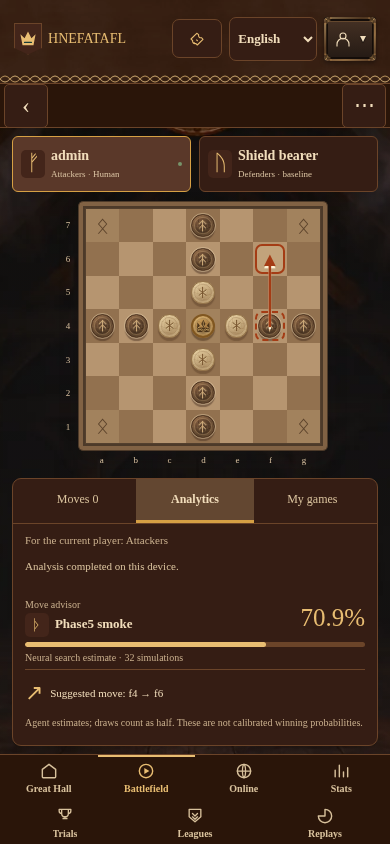 HNEFATAFL
English
admin
Attackers · Human
Shield bearer
Defenders · baseline
7
6
5
4
3
2
1
a b c d e f g
Moves 0
Analytics
My games
For the current player: Attackers
Analysis completed on this device.
Move advisor
Phase5 smoke
70.9%
Neural search estimate · 32 simulations
Suggested move: f4 → f6
Agent estimates; draws count as half. These are not calibrated winning probabilities.
Great Hall
Battlefield
Online
Stats
Trials
Leagues
Replays